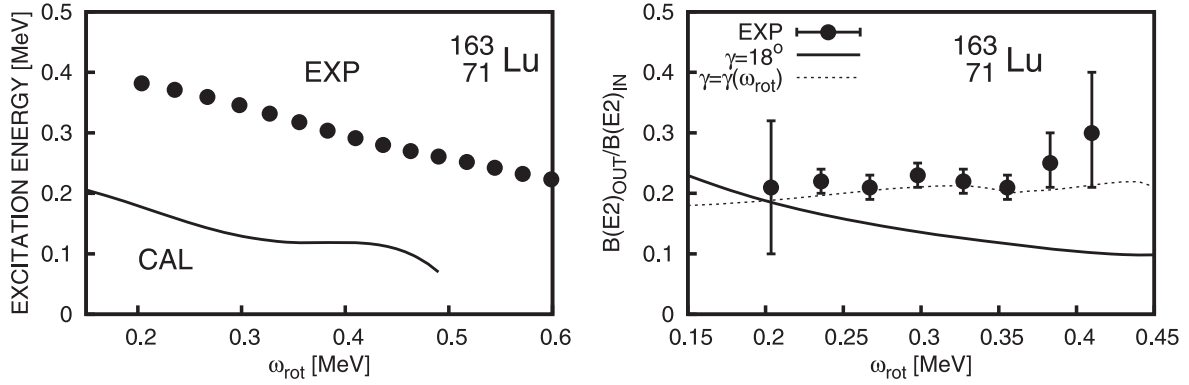 EXCITATION ENERGY [MeV]
0.5
0.4
0.3
0.2
0.1
0
EXP
163
71 Lu
CAL
0.2 0.3 0.4 0.5 0.6
ωrot [MeV]
B(E2)OUT/B(E2)IN
0.5
0.4
0.3
0.2
0.1
0
EXP
γ=18°
γ=γ(ωrot)
163
71 Lu
0.15 0.2 0.25 0.3 0.35 0.4 0.45
ωrot [MeV]